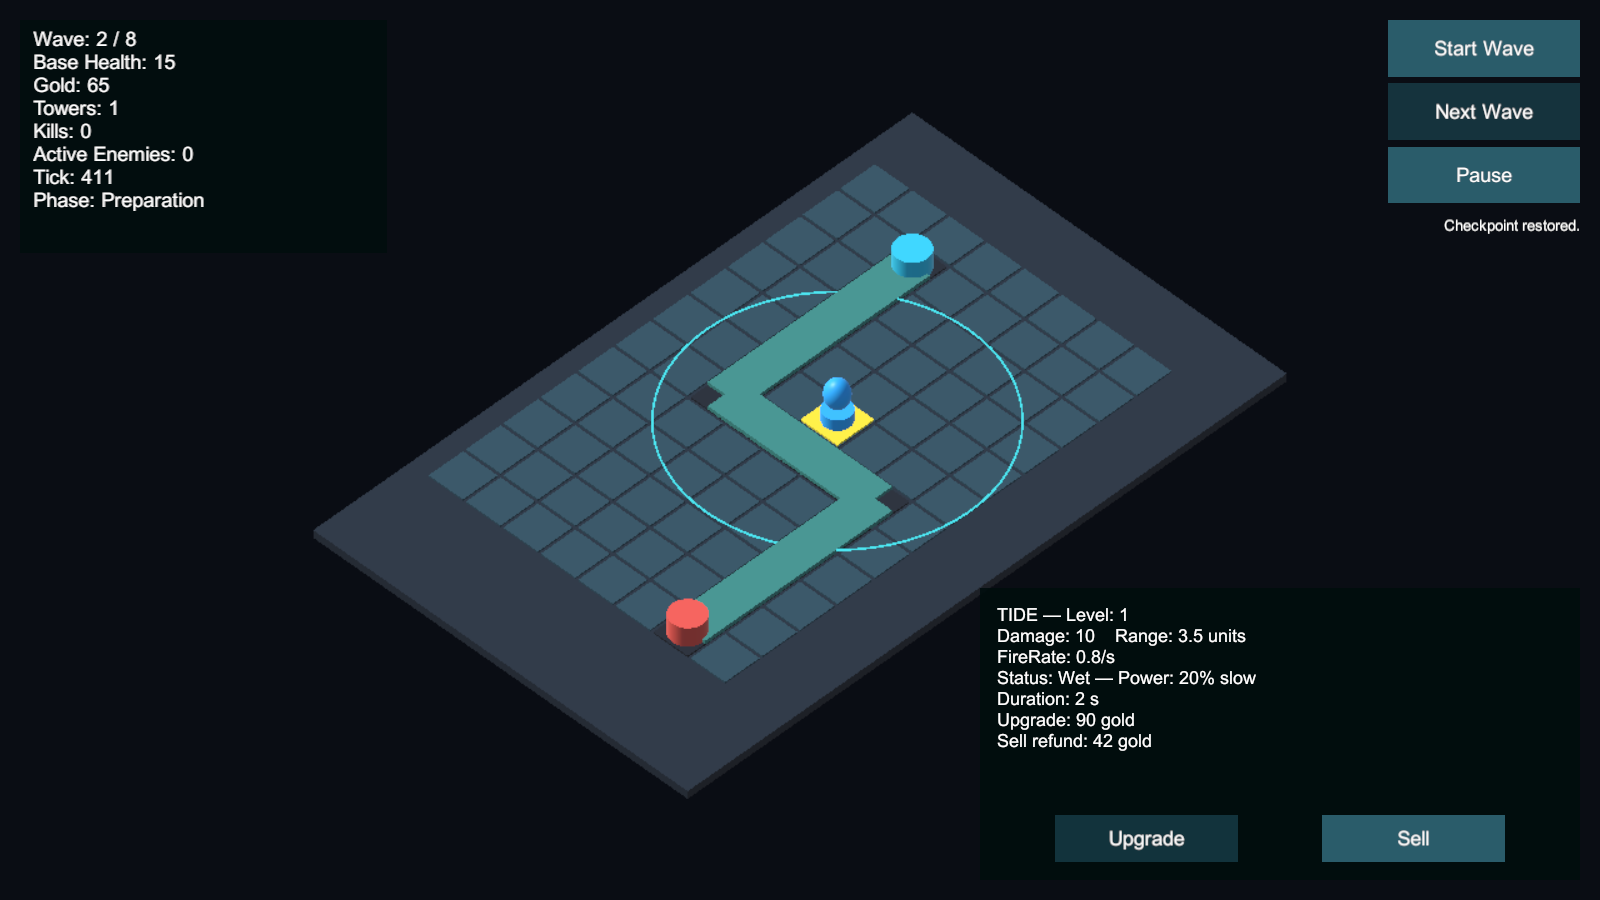 Wave: 2 / 8
Base Health: 15
Gold: 65
Towers: 1
Kills: 0
Active Enemies: 0
Tick: 411
Phase: Preparation
Start Wave
Next Wave
Pause
Checkpoint restored.
TIDE — Level: 1
Damage: 10    Range: 3.5 units
FireRate: 0.8/s
Status: Wet — Power: 20% slow
Duration: 2 s
Upgrade: 90 gold
Sell refund: 42 gold
Upgrade
Sell